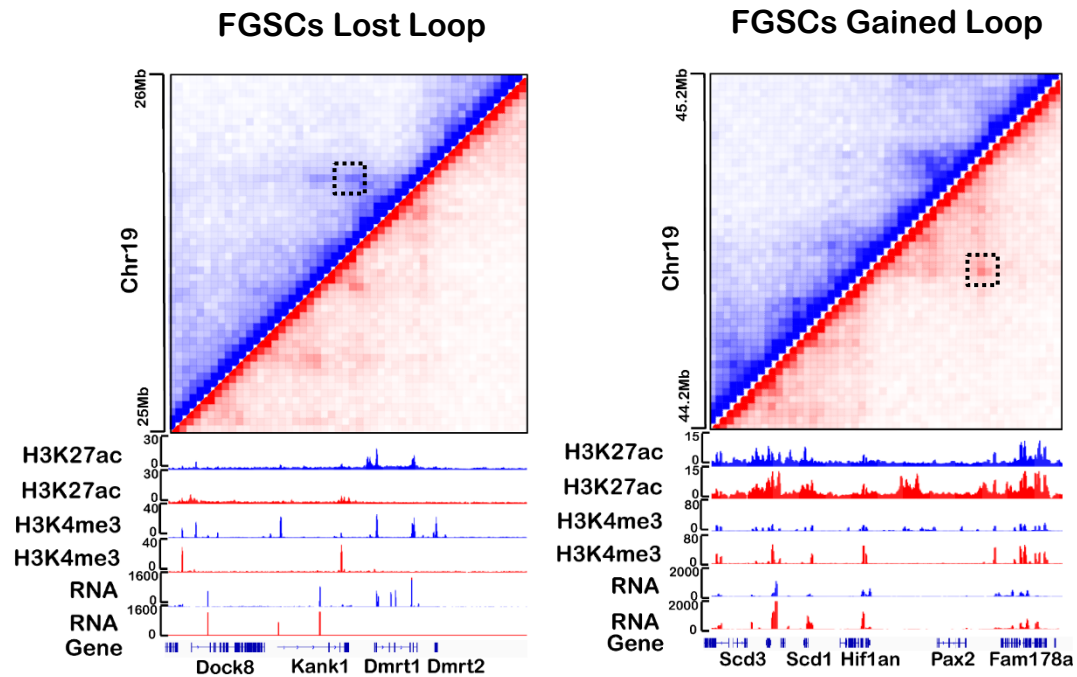 FGSCs Lost Loop
26Mb
Chr19
25Mb
H3K27ac
30
0
H3K27ac
30
0
H3K4me3
40
0
H3K4me3
40
0
RNA
1600
0
RNA
1600
0
Gene
Dock8 Kank1 Dmrt1 Dmrt2
FGSCs Gained Loop
45.2Mb
Chr19
44.2Mb
H3K27ac
15
0
H3K27ac
15
0
H3K4me3
80
0
H3K4me3
80
0
RNA
2000
0
RNA
2000
0
Gene
Scd3 Scd1 Hif1an Pax2 Fam178a